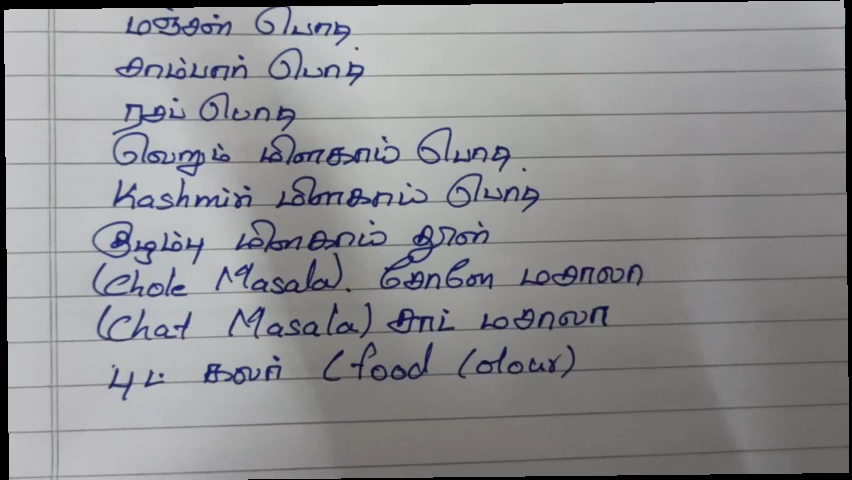 மஞ்சள் பொடி
சாம்பார் பொடி
ரசப் பொடி
வெறும் மிளகாய் பொடி
Kashmiri மிளகாய் பொடி
குழம்பு மிளகாய் தூள்
(Chole Masala). சோளே மசாலா
(Chat Masala) சாட் மசாலா
புட் கலர் (food Colour)